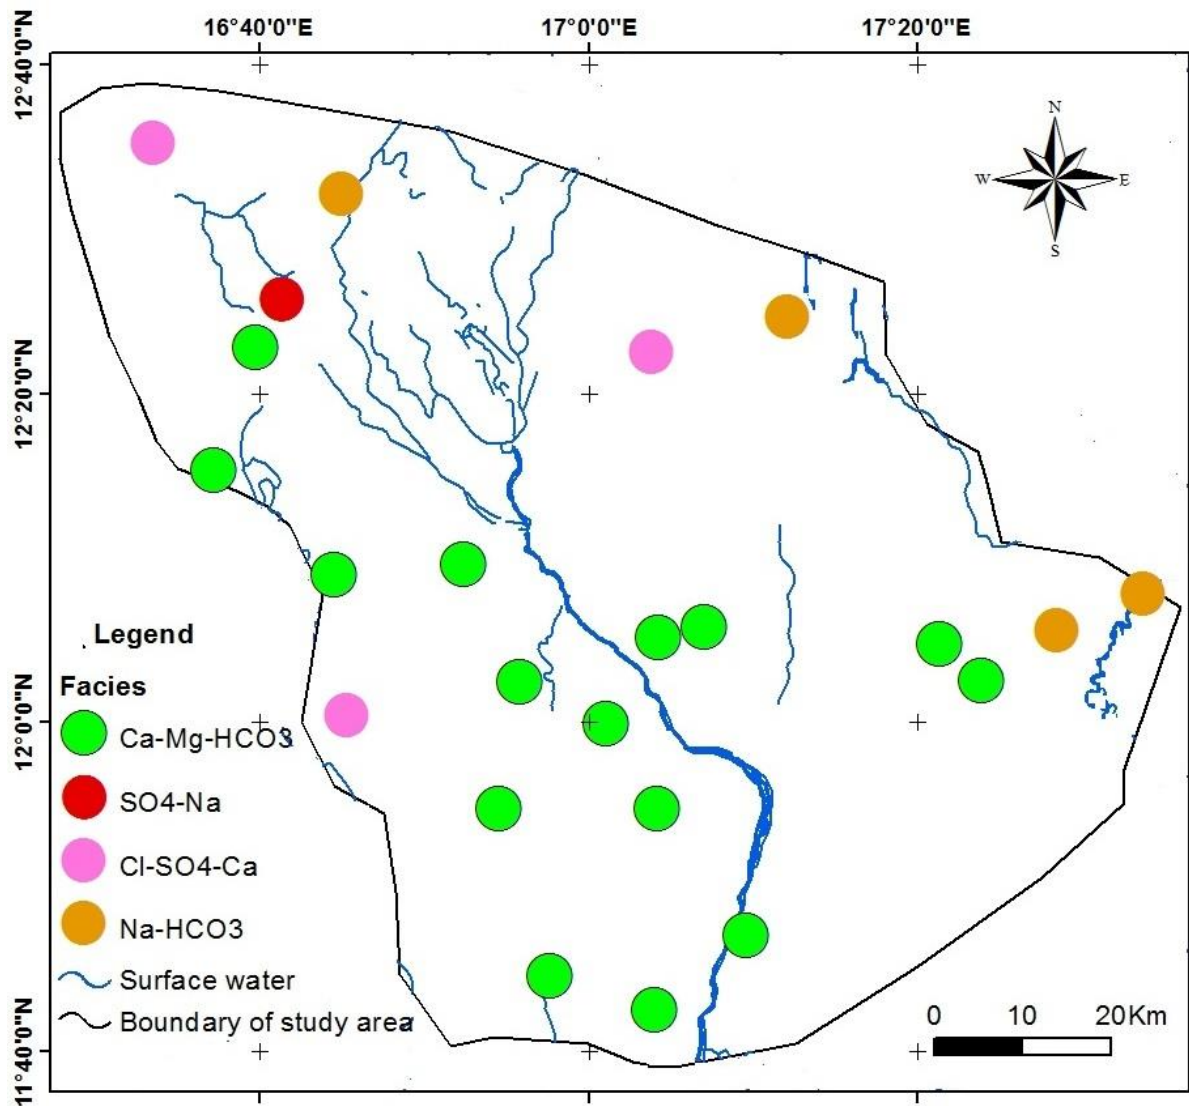 16°40'0"E 17°0'0"E 17°20'0"E
12°40'0"N
N
W E
S
12°20'0"N
Legend
Facies
Ca-Mg-HCO3
12°0'0"N
SO4-Na
Cl-SO4-Ca
Na-HCO3
Surface water
Boundary of study area
0 10 20Km
11°40'0"N